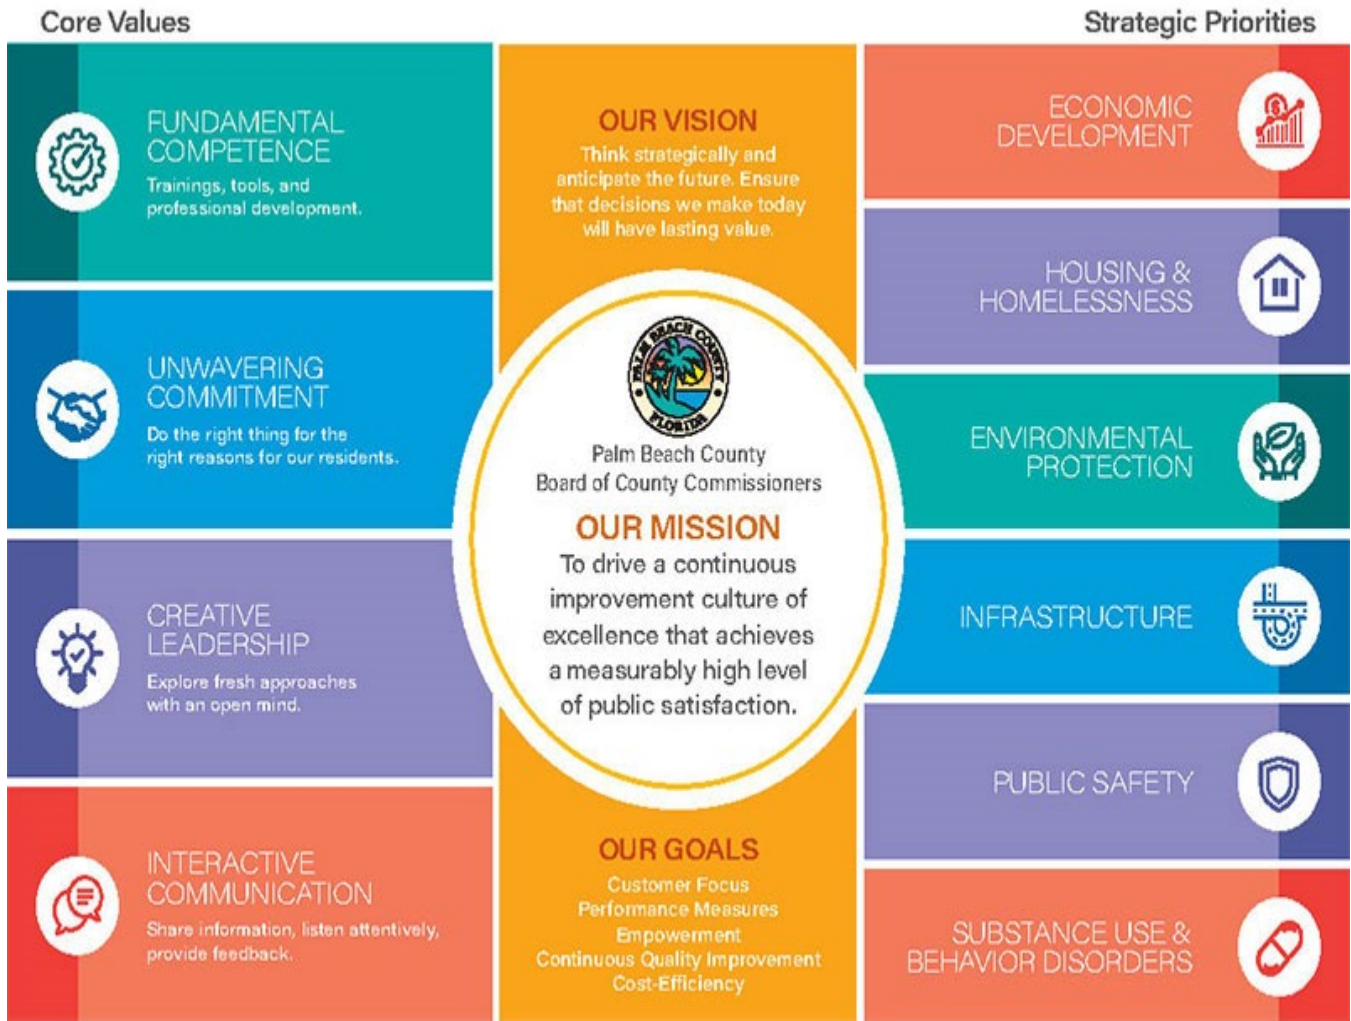 Core Values
Strategic Priorities
FUNDAMENTAL
COMPETENCE
Trainings, tools, and
professional development.
UNWAVERING
COMMITMENT
Do the right thing for the
right reasons for our residents.
CREATIVE
LEADERSHIP
Explore fresh approaches
with an open mind.
INTERACTIVE
COMMUNICATION
Share information, listen attentively,
provide feedback.
OUR VISION
Think strategically and
anticipate the future. Ensure
that decisions we make today
will have lasting value.
PALM BEACH COUNTY
FLORIDA
Palm Beach County
Board of County Commissioners
OUR MISSION
To drive a continuous
improvement culture of
excellence that achieves
a measurably high level
of public satisfaction.
OUR GOALS
Customer Focus
Performance Measures
Empowerment
Continuous Quality Improvement
Cost-Efficiency
ECONOMIC
DEVELOPMENT
HOUSING &
HOMELESSNESS
ENVIRONMENTAL
PROTECTION
INFRASTRUCTURE
PUBLIC SAFETY
SUBSTANCE USE &
BEHAVIOR DISORDERS